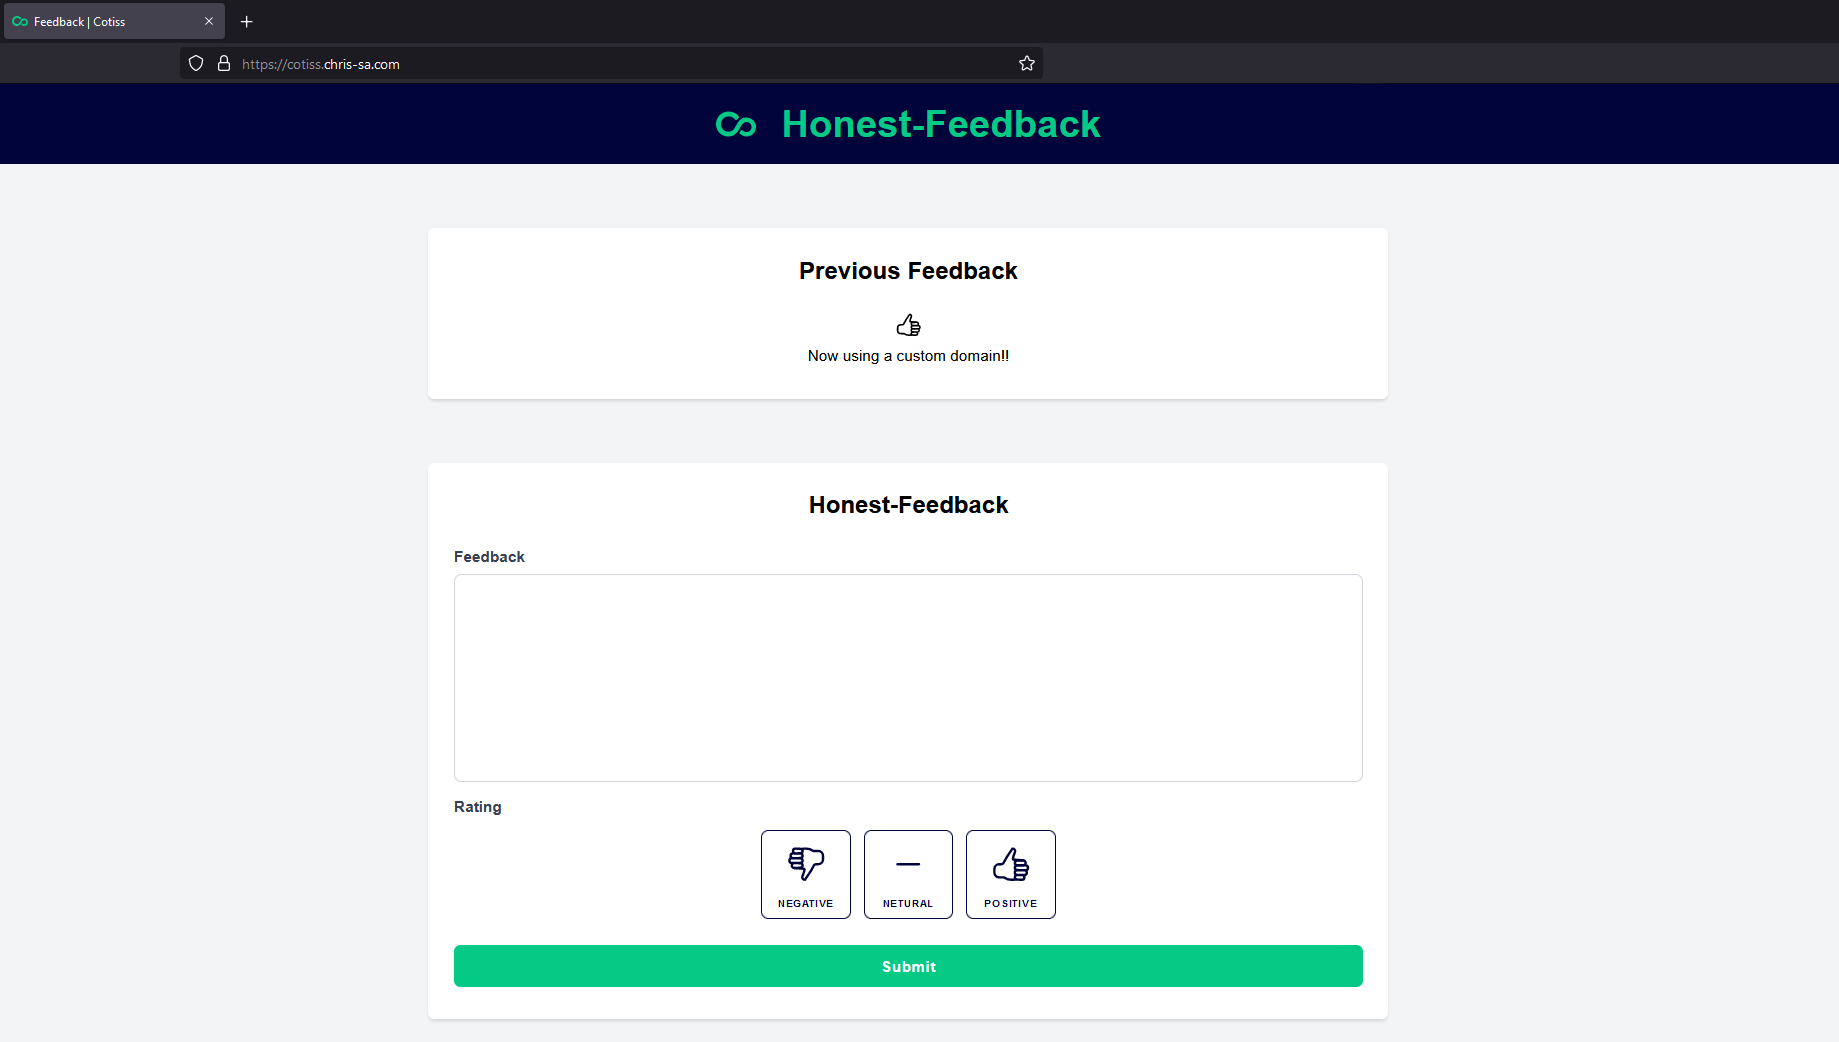 Feedback | Cotiss
https://cotiss.chris-sa.com
Honest-Feedback
Previous Feedback
Now using a custom domain!!
Honest-Feedback
Feedback
Rating
NEGATIVE NETURAL POSITIVE
Submit